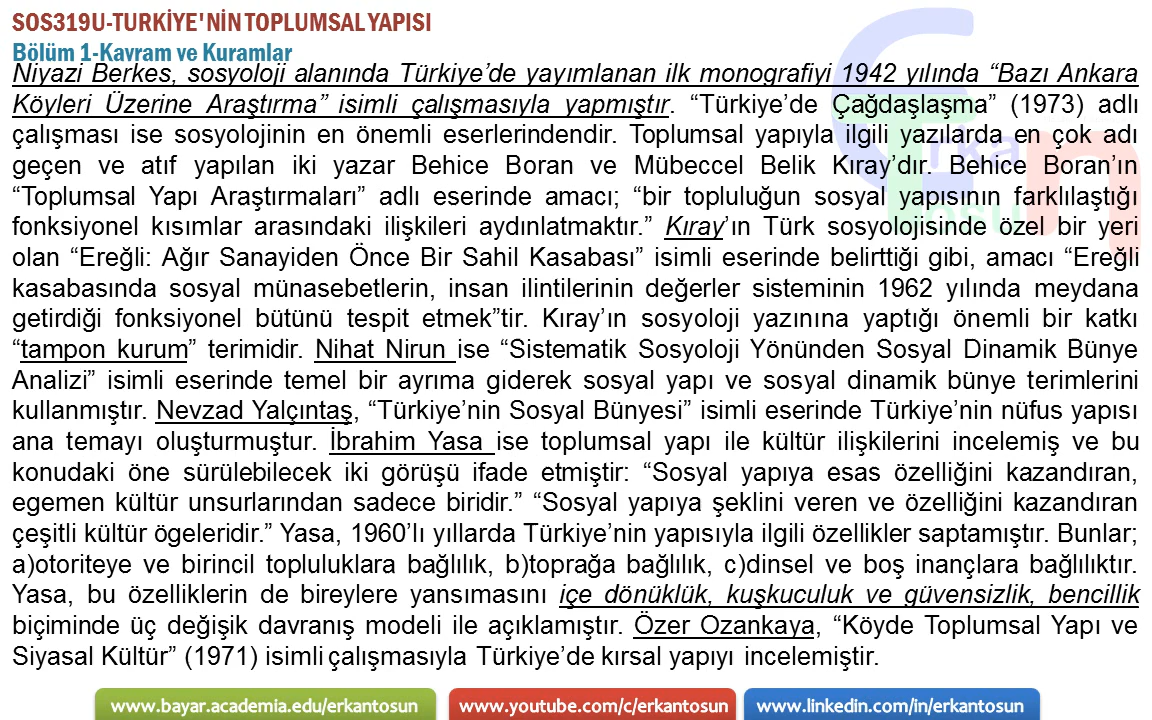 SOS319U-TURKİYE'NİN TOPLUMSAL YAPISI
Bölüm 1-Kavram ve Kuramlar
Niyazi Berkes, sosyoloji alanında Türkiye’de yayımlanan ilk monografiyi 1942 yılında “Bazı Ankara
Köyleri Üzerine Araştırma” isimli çalışmasıyla yapmıştır. “Türkiye’de Çağdaşlaşma” (1973) adlı
çalışması ise sosyolojinin en önemli eserlerindendir. Toplumsal yapıyla ilgili yazılarda en çok adı
geçen ve atıf yapılan iki yazar Behice Boran ve Mübeccel Belik Kıray’dır. Behice Boran’ın
“Toplumsal Yapı Araştırmaları” adlı eserinde amacı; “bir topluluğun sosyal yapısının farklılaştığı
fonksiyonel kısımlar arasındaki ilişkileri aydınlatmaktır.” Kıray’ın Türk sosyolojisinde özel bir yeri
olan “Ereğli: Ağır Sanayiden Önce Bir Sahil Kasabası” isimli eserinde belirttiği gibi, amacı “Ereğli
kasabasında sosyal münasebetlerin, insan ilintilerinin değerler sisteminin 1962 yılında meydana
getirdiği fonksiyonel bütünü tespit etmek”tir. Kıray’ın sosyoloji yazınına yaptığı önemli bir katkı
“tampon kurum” terimidir. Nihat Nirun ise “Sistematik Sosyoloji Yönünden Sosyal Dinamik Bünye
Analizi” isimli eserinde temel bir ayrıma giderek sosyal yapı ve sosyal dinamik bünye terimlerini
kullanmıştır. Nevzad Yalçıntaş, “Türkiye’nin Sosyal Bünyesi” isimli eserinde Türkiye’nin nüfus yapısı
ana temayı oluşturmuştur. İbrahim Yasa ise toplumsal yapı ile kültür ilişkilerini incelemiş ve bu
konudaki öne sürülebilecek iki görüşü ifade etmiştir: “Sosyal yapıya esas özelliğini kazandıran,
egemen kültür unsurlarından sadece biridir.” “Sosyal yapıya şeklini veren ve özelliğini kazandıran
çeşitli kültür ögeleridir.” Yasa, 1960’lı yıllarda Türkiye’nin yapısıyla ilgili özellikler saptamıştır. Bunlar;
a)otoriteye ve birincil topluluklara bağlılık, b)toprağa bağlılık, c)dinsel ve boş inançlara bağlılıktır.
Yasa, bu özelliklerin de bireylere yansımasını içe dönüklük, kuşkuculuk ve güvensizlik, bencillik
biçiminde üç değişik davranış modeli ile açıklamıştır. Özer Ozankaya, “Köyde Toplumsal Yapı ve
Siyasal Kültür” (1971) isimli çalışmasıyla Türkiye’de kırsal yapıyı incelemiştir.
www.bayar.academia.edu/erkantosun
www.youtube.com/c/erkantosun
www.linkedin.com/in/erkantosun